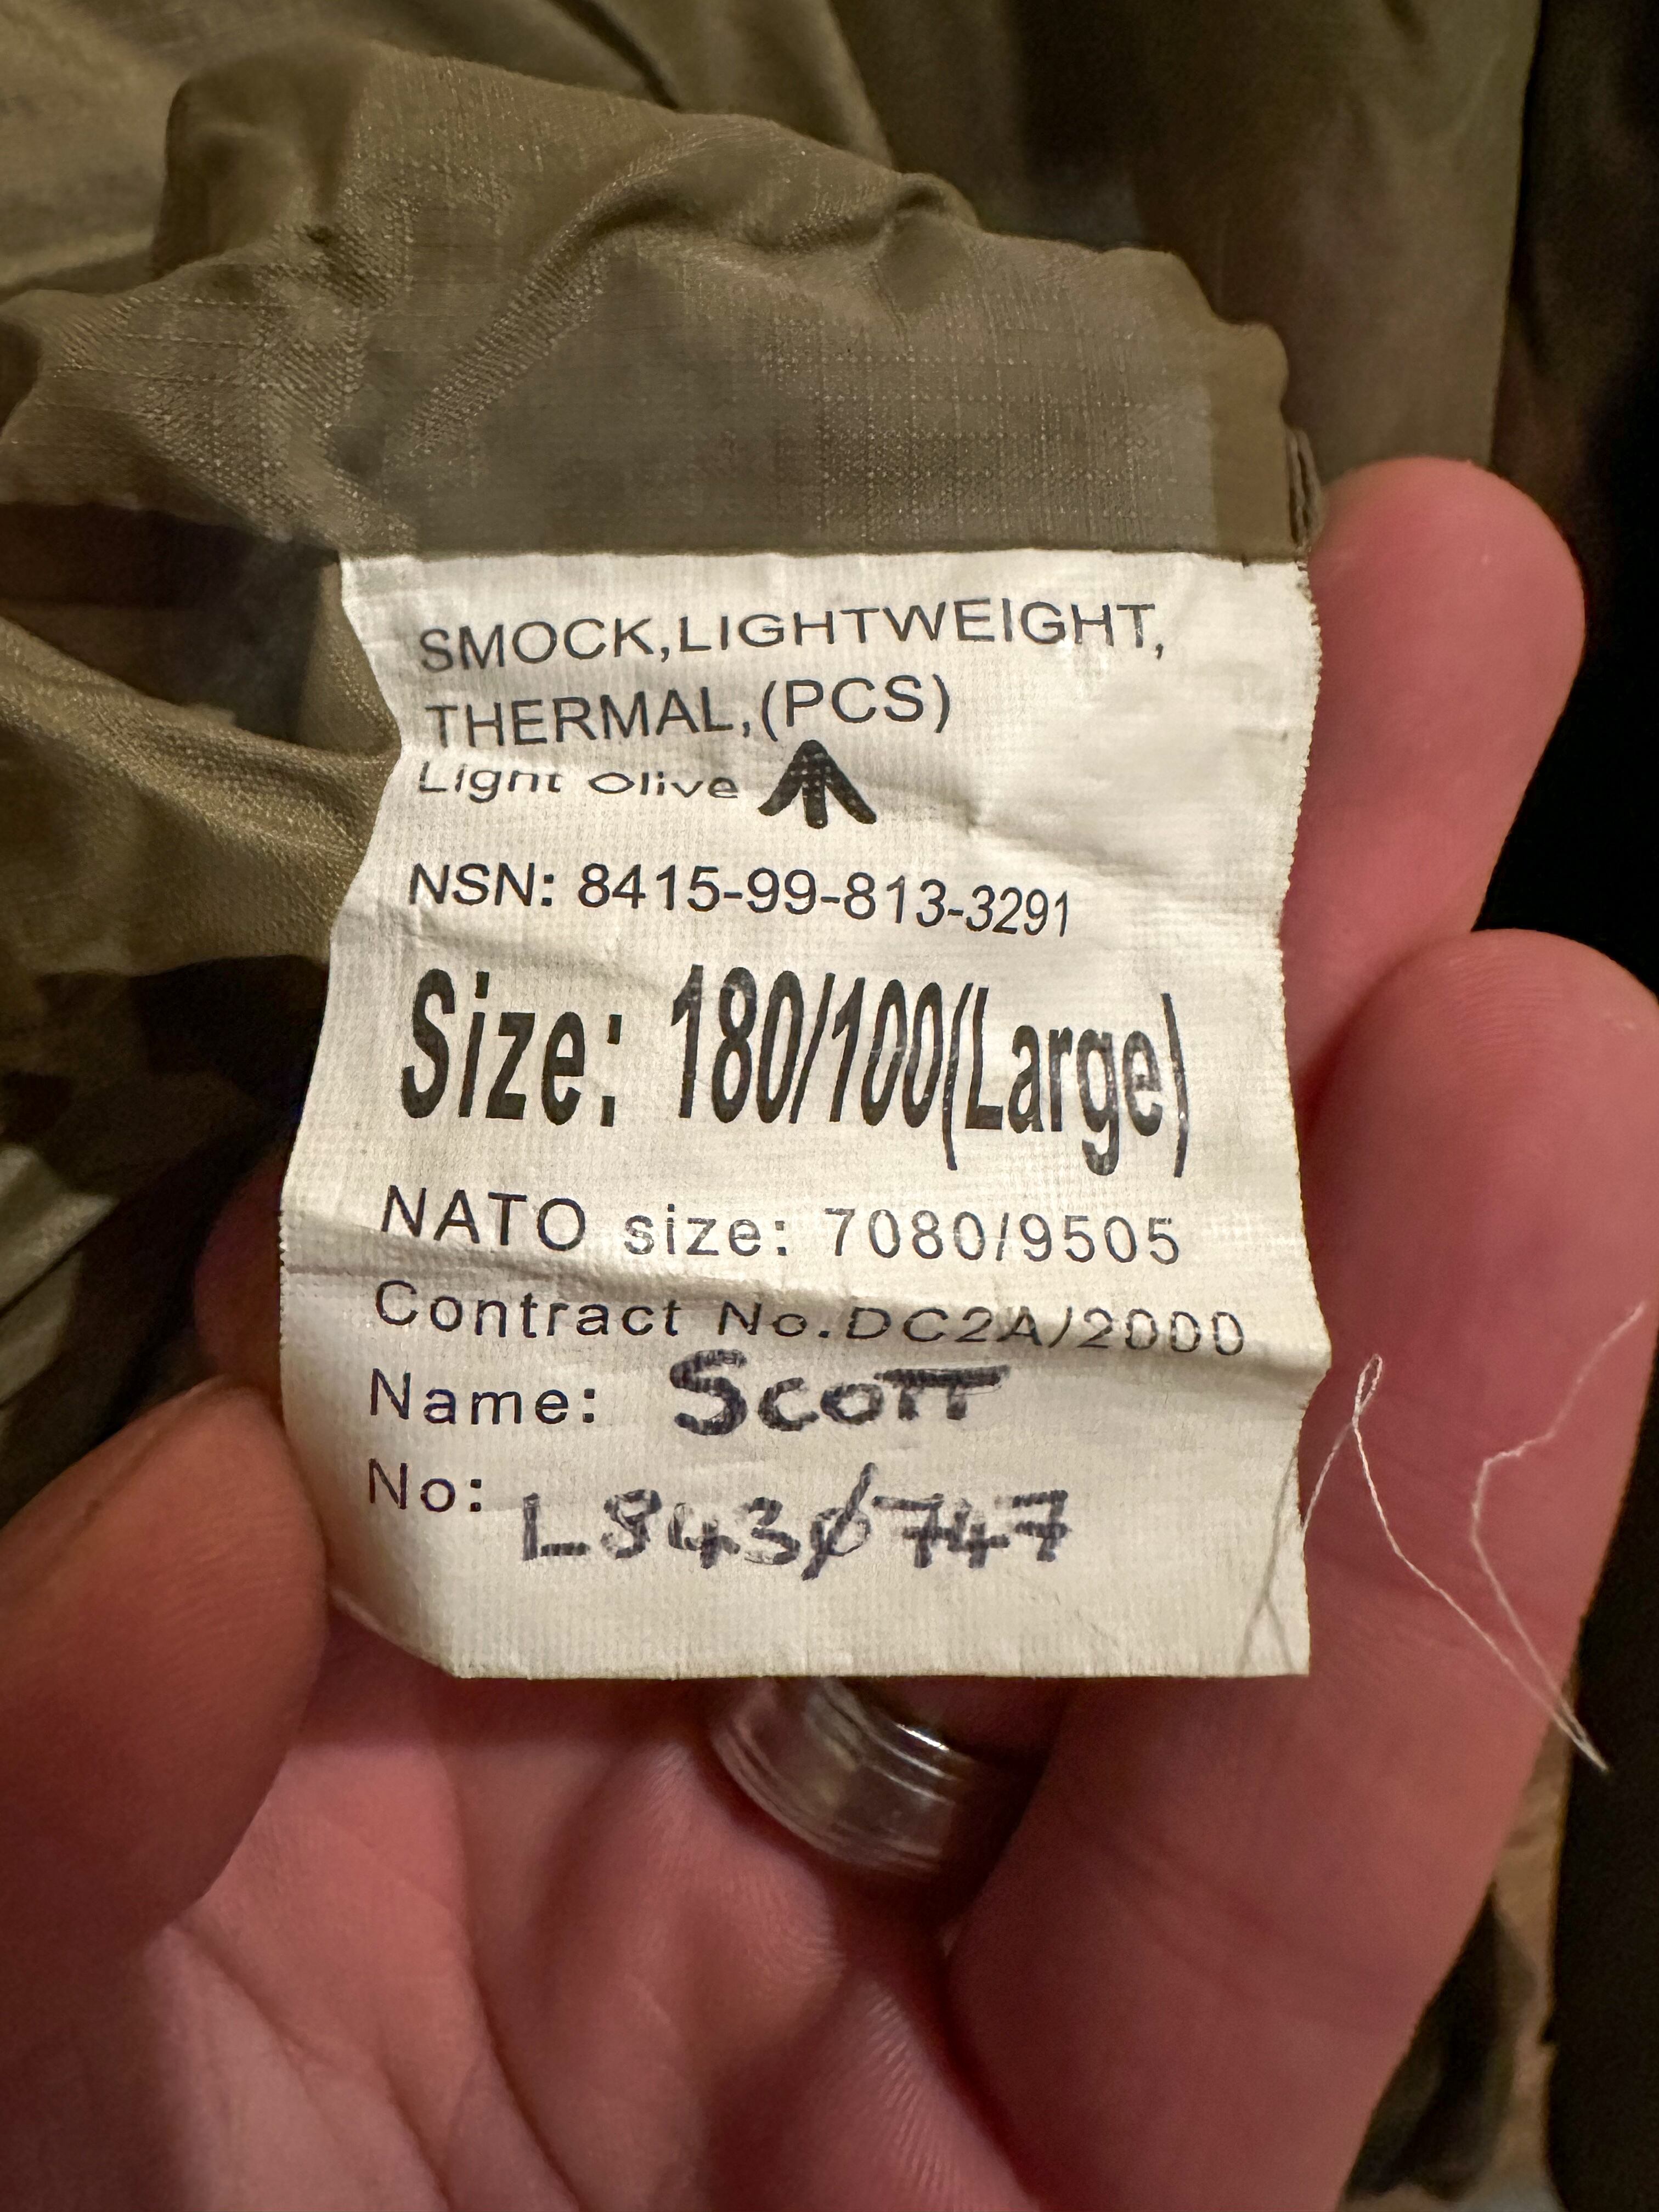 SMOCK,LIGHTWEIGHT,
THERMAL,(PCS)
Light Olive
NSN: 8415-99-813-3291
Size: 180/100(Large)
NATO size: 7080/9505
Contract No.DC2A/2000
Name: Scott
No: L843Ø747